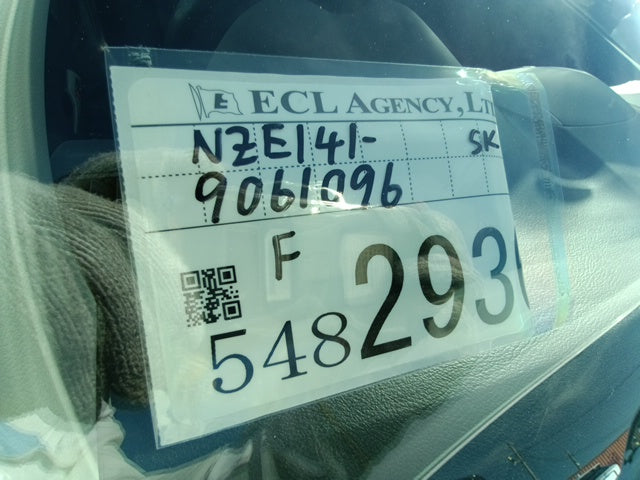 E ECL AGENCY, LT
NZE141- SK
9061096
F
548293